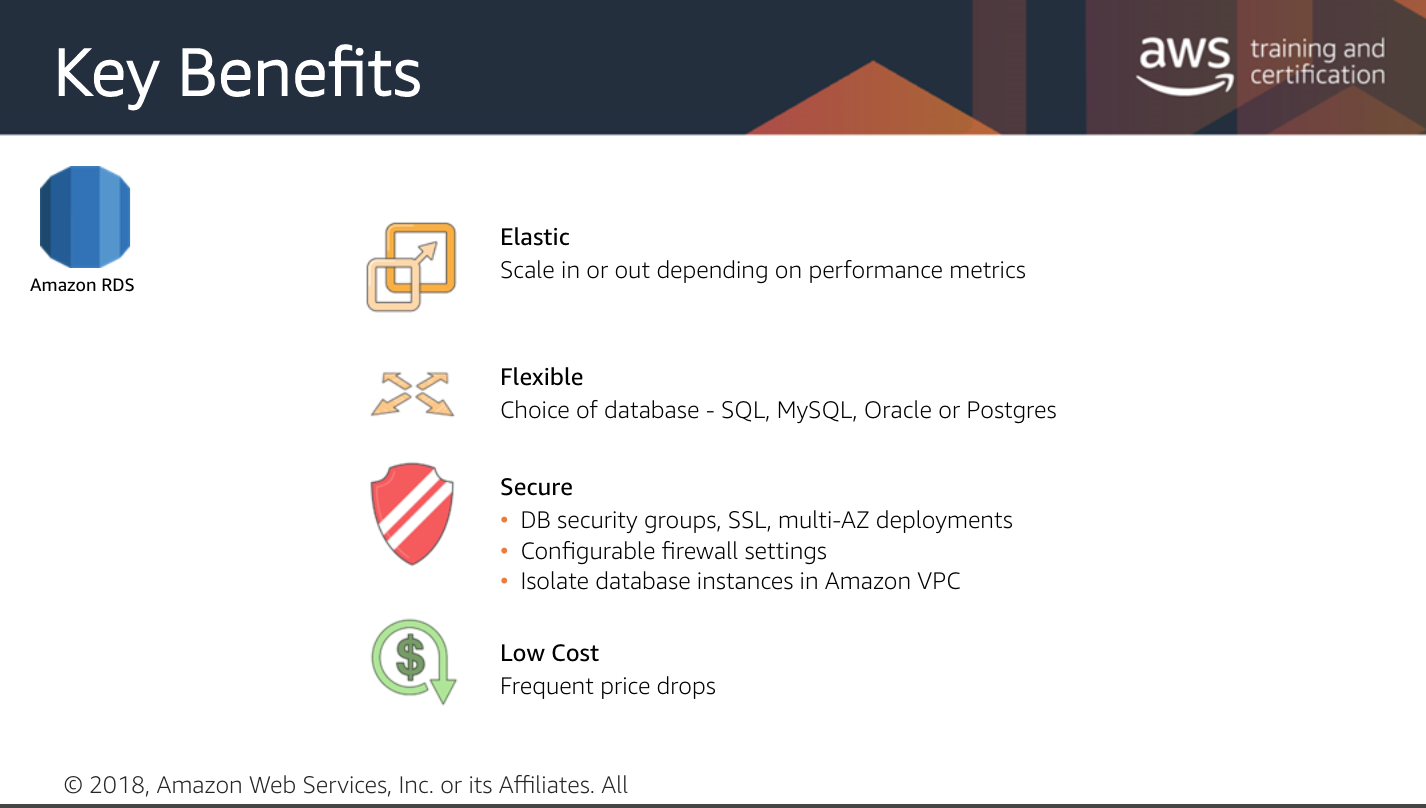 Key Benefits
aws training and
certification
Amazon RDS
Elastic
Scale in or out depending on performance metrics
Flexible
Choice of database - SQL, MySQL, Oracle or Postgres
Secure
• DB security groups, SSL, multi-AZ deployments
• Configurable firewall settings
• Isolate database instances in Amazon VPC
$
Low Cost
Frequent price drops
© 2018, Amazon Web Services, Inc. or its Affiliates. All